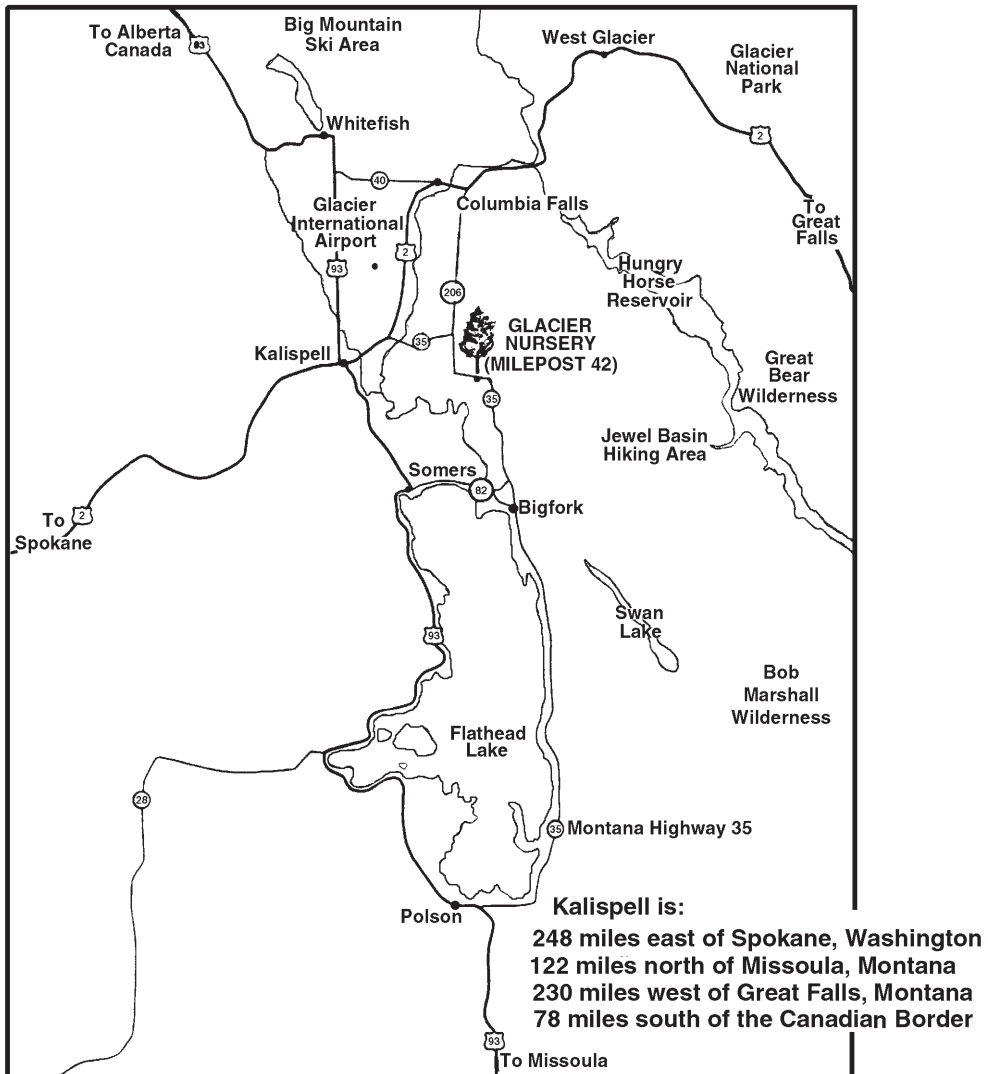 To Alberta
Canada
93
Big Mountain
Ski Area
West Glacier
Glacier
National
Park
2
Whitefish
40
Columbia Falls
To
Great
Falls
Glacier
International
Airport
2
93
206
Hungry
Horse
Reservoir
GLACIER
NURSERY
(MILEPOST 42)
35
Kalispell
35
Great
Bear
Wilderness
Jewel Basin
Hiking Area
Somers
82
Bigfork
2
To
Spokane
Swan
Lake
93
Bob
Marshall
Wilderness
Flathead
Lake
28
35
Montana Highway 35
Polson
Kalispell is:
248 miles east of Spokane, Washington
122 miles north of Missoula, Montana
230 miles west of Great Falls, Montana
78 miles south of the Canadian Border
93
To Missoula